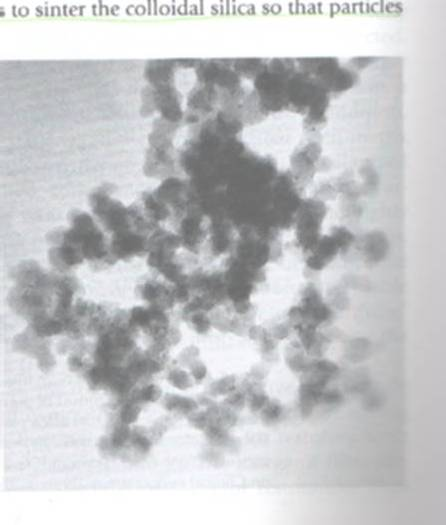 to sinter the colloidal silica so that particles